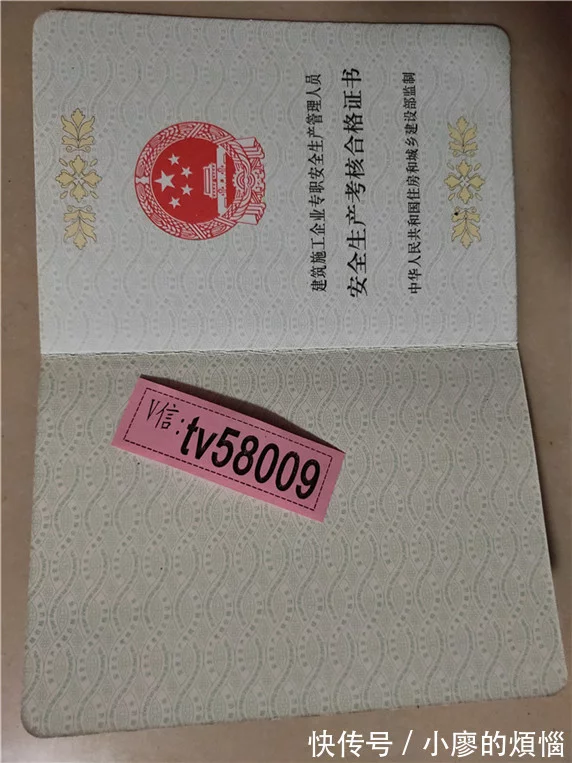 建筑施工企业专职安全生产管理人员
安全生产考核合格证书
中华人民共和国住房和城乡建设部监制
V信:
tv58009
快传号 / 小廖的煩惱